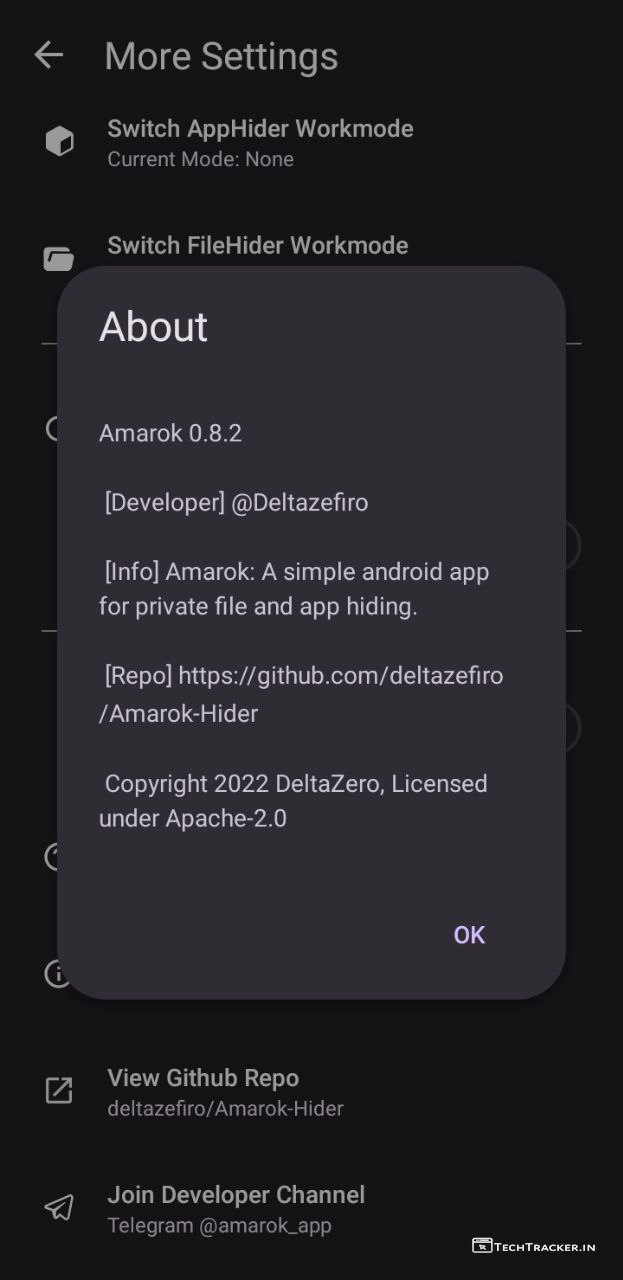 More Settings
Switch AppHider Workmode
Current Mode: None
Switch FileHider Workmode
About
Amarok 0.8.2
[Developer] @Deltazefiro
[Info] Amarok: A simple android app
for private file and app hiding.
[Repo] https://github.com/deltazefiro
/Amarok-Hider
Copyright 2022 DeltaZero, Licensed
under Apache-2.0
OK
View Github Repo
deltazefiro/Amarok-Hider
Join Developer Channel
Telegram @amarok_app
TECHTRACKER.IN